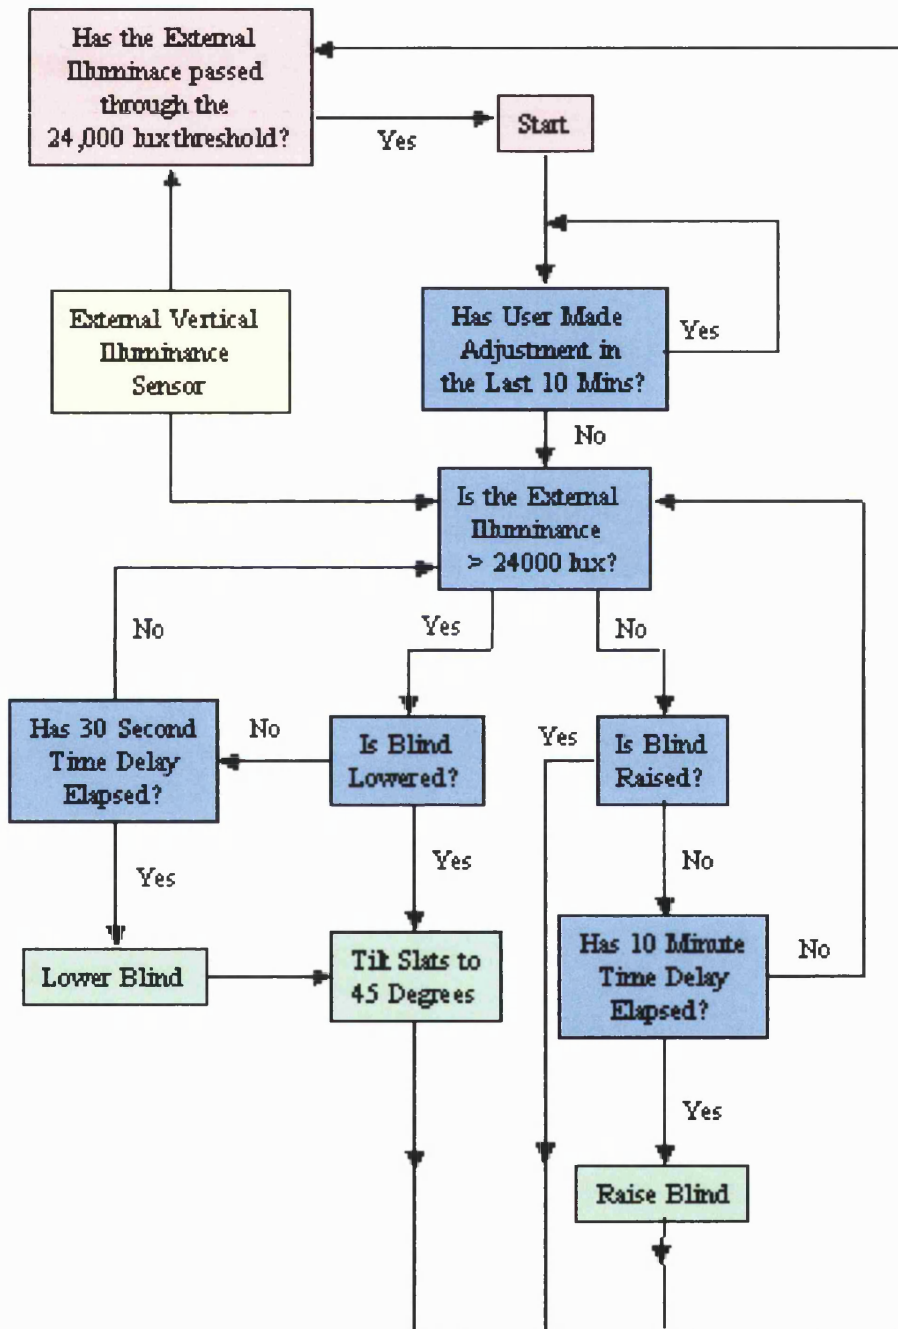 Has the External
Illuminace passed
through the
24,000 lux threshold?
Yes
Start
External Vertical
Illuminance
Sensor
Has User Made
Adjustment in
the Last 10 Mins?
Yes
No
Is the External
Illuminance
> 24000 lux?
No
Yes
No
Has 30 Second
Time Delay
Elapsed?
No
Is Blind
Lowered?
Yes
Is Blind
Raised?
Yes
Yes
No
Lower Blind
Tilt Slats to
45 Degrees
Has 10 Minute
Time Delay
Elapsed?
No
Yes
Raise Blind